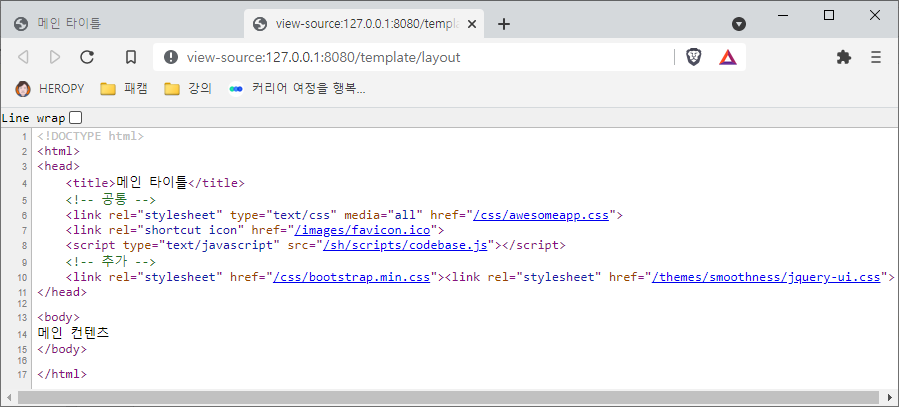 메인 타이틀
view-source:127.0.0.1:8080/templa
view-source:127.0.0.1:8080/template/layout
HEROPY 패캠 강의 커리어 여정을 행복...
Line wrap
1 <!DOCTYPE html>
2 <html>
3 <head>
4 <title>메인 타이틀</title>
5 <!-- 공통 -->
6 <link rel="stylesheet" type="text/css" media="all" href="/css/awesomeapp.css">
7 <link rel="shortcut icon" href="/images/favicon.ico">
8 <script type="text/javascript" src="/sh/scripts/codebase.js"></script>
9 <!-- 추가 -->
10 <link rel="stylesheet" href="/css/bootstrap.min.css"><link rel="stylesheet" href="/themes/smoothness/jquery-ui.css">
11 </head>
12
13 <body>
14 메인 컨텐츠
15 </body>
16
17 </html>